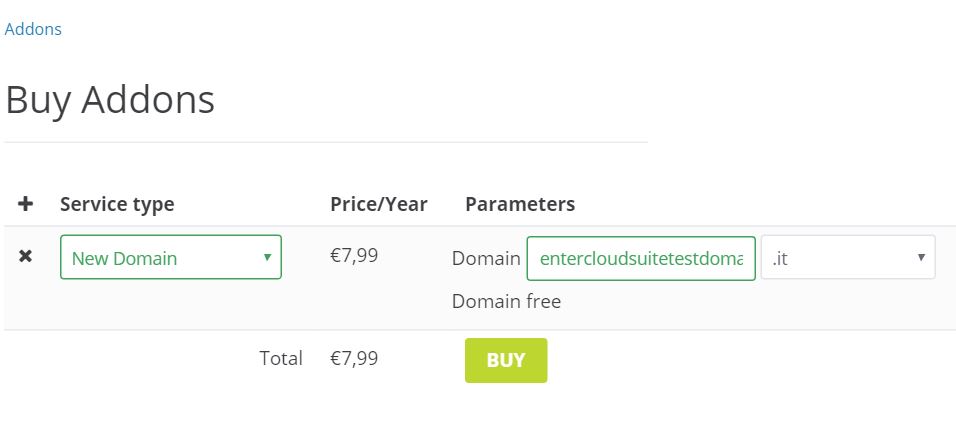 Addons
Buy Addons
Service type Price/Year Parameters
New Domain €7,99 Domain entercloudsuitetestdoma .it
Domain free
Total €7,99 BUY